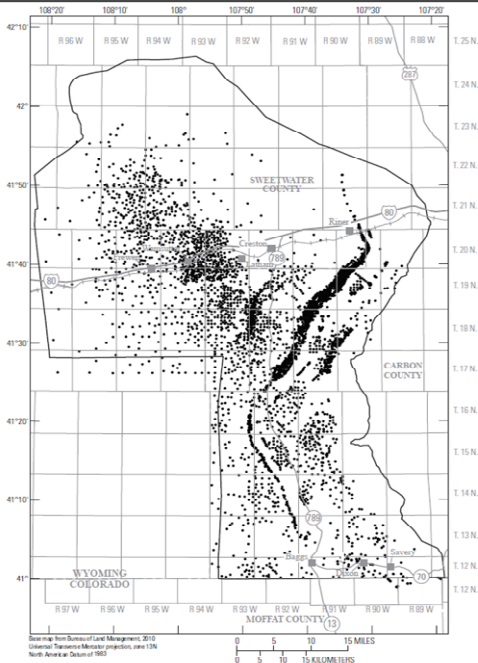 108°20' 108°10' 107°50' 107°40' 107°30' 107°20'
42°10'
R 96 W R 95 W R 94 W R 93 W R 92 W R 91 W R 90 W R 89 W R 88 W T. 25 N.
287
T. 24 N.
42°
T. 23 N.
T. 22 N.
41°50' SWEETWATER
COUNTY
80 T. 21 N.
Riner
Creston T. 20 N.
789
Latham
41°40'
80 T. 19 N.
T. 18 N.
41°30'
CARBON
COUNTY
T. 17 N.
T. 16 N.
41°20'
T. 15 N.
T. 14 N.
41°10'
789 T. 13 N.
Baggs Dixon Savery
T. 12 N.
41° 70
WYOMING
COLORADO T. 12 N.
R.97 W R.96 W R.95 W R.94 W R.93 W R.92 W R.91 W R.90 W R.89 W
MOFFAT COUNTY 13
Base map from Bureau of Land Management, 2010
Universal Transverse Mercator projection, zone 13N
North American Datum of 1983
0 5 10 15 MILES
0 5 10 15 KILOMETERS